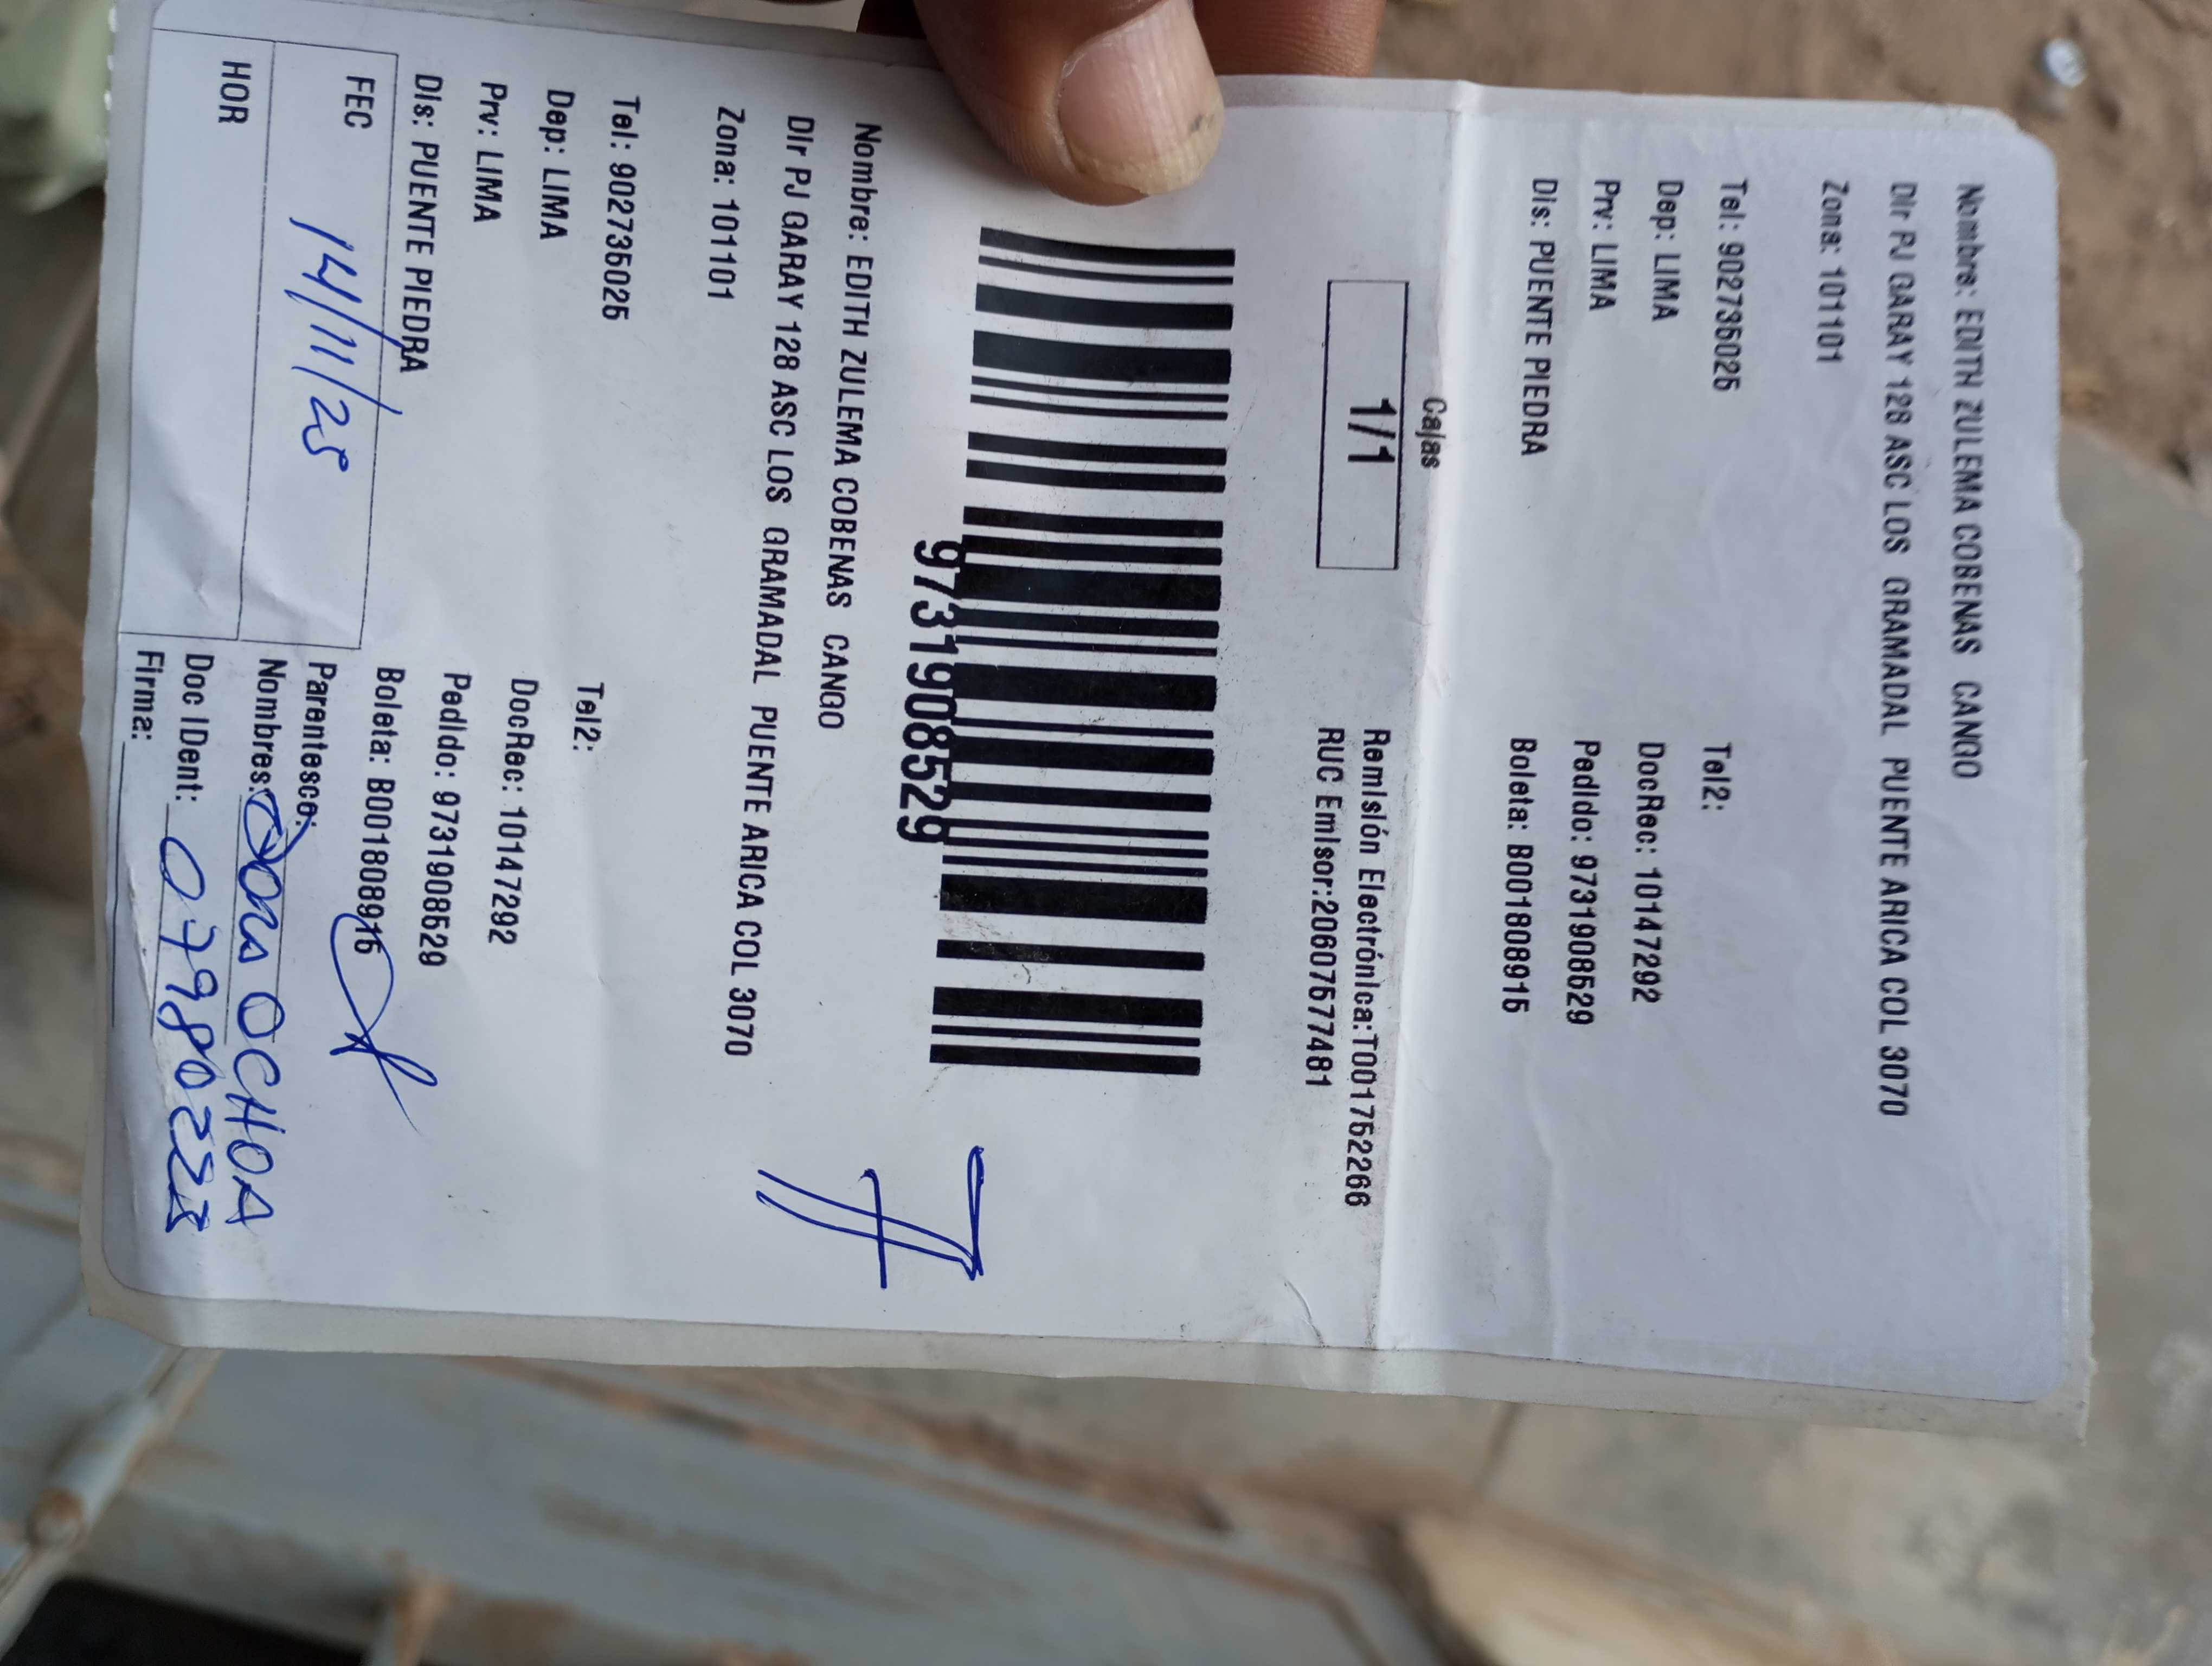 Nombre: EDITH ZULEMA COBENAS CANGO
Dir PJ GARAY 128 ASC LOS GRAMADAL PUENTE ARICA COL 3070
Zona: 101101
Tel: 902735025 Tel2:
Dep: LIMA DocRec: 10147292
Prv: LIMA Pedido: 9731908529
Dis: PUENTE PIEDRA Boleta: B001808915
Cajas
1/1
Remisión Electrónica:T001752266
RUC Emisor:20607577481
9731908529
Nombre: EDITH ZULEMA COBENAS CANGO
Dir PJ GARAY 128 ASC LOS GRAMADAL PUENTE ARICA COL 3070
Zona: 101101
Tel: 902735025 Tel2:
Dep: LIMA DocRec: 10147292
Prv: LIMA Pedido: 9731908529
Dis: PUENTE PIEDRA Boleta: B001808915
FEC 14/11/25 Parentesco:
Nombres: OCHOA
HOR Doc IDent:
Firma: